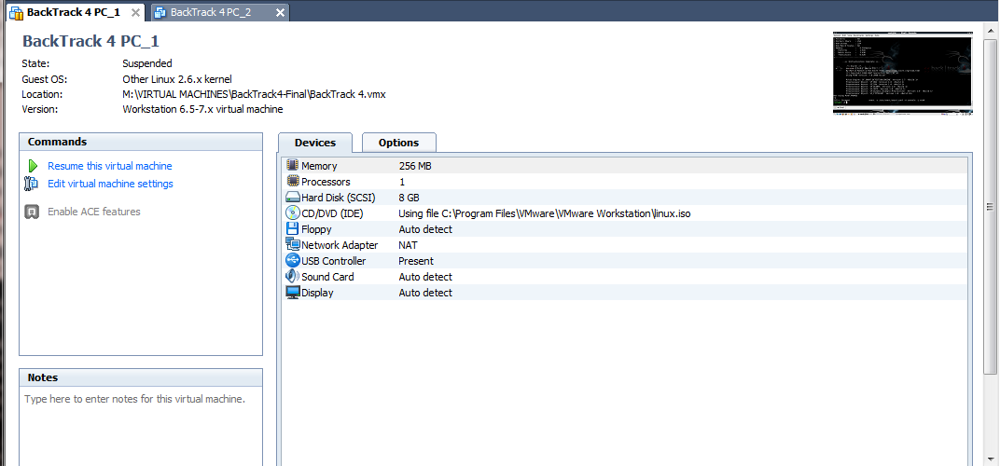 BackTrack 4 PC_1 BackTrack 4 PC_2
BackTrack 4 PC_1
State: Suspended
Guest OS: Other Linux 2.6.x kernel
Location: M:\VIRTUAL MACHINES\BackTrack4-Final\BackTrack 4.vmx
Version: Workstation 6.5-7.x virtual machine
Commands
Resume this virtual machine
Edit virtual machine settings
Enable ACE features
Notes
Type here to enter notes for this virtual machine.
Devices Options
Memory 256 MB
Processors 1
Hard Disk (SCSI) 8 GB
CD/DVD (IDE) Using file C:\Program Files\VMware\VMware Workstation\linux.iso
Floppy Auto detect
Network Adapter NAT
USB Controller Present
Sound Card Auto detect
Display Auto detect